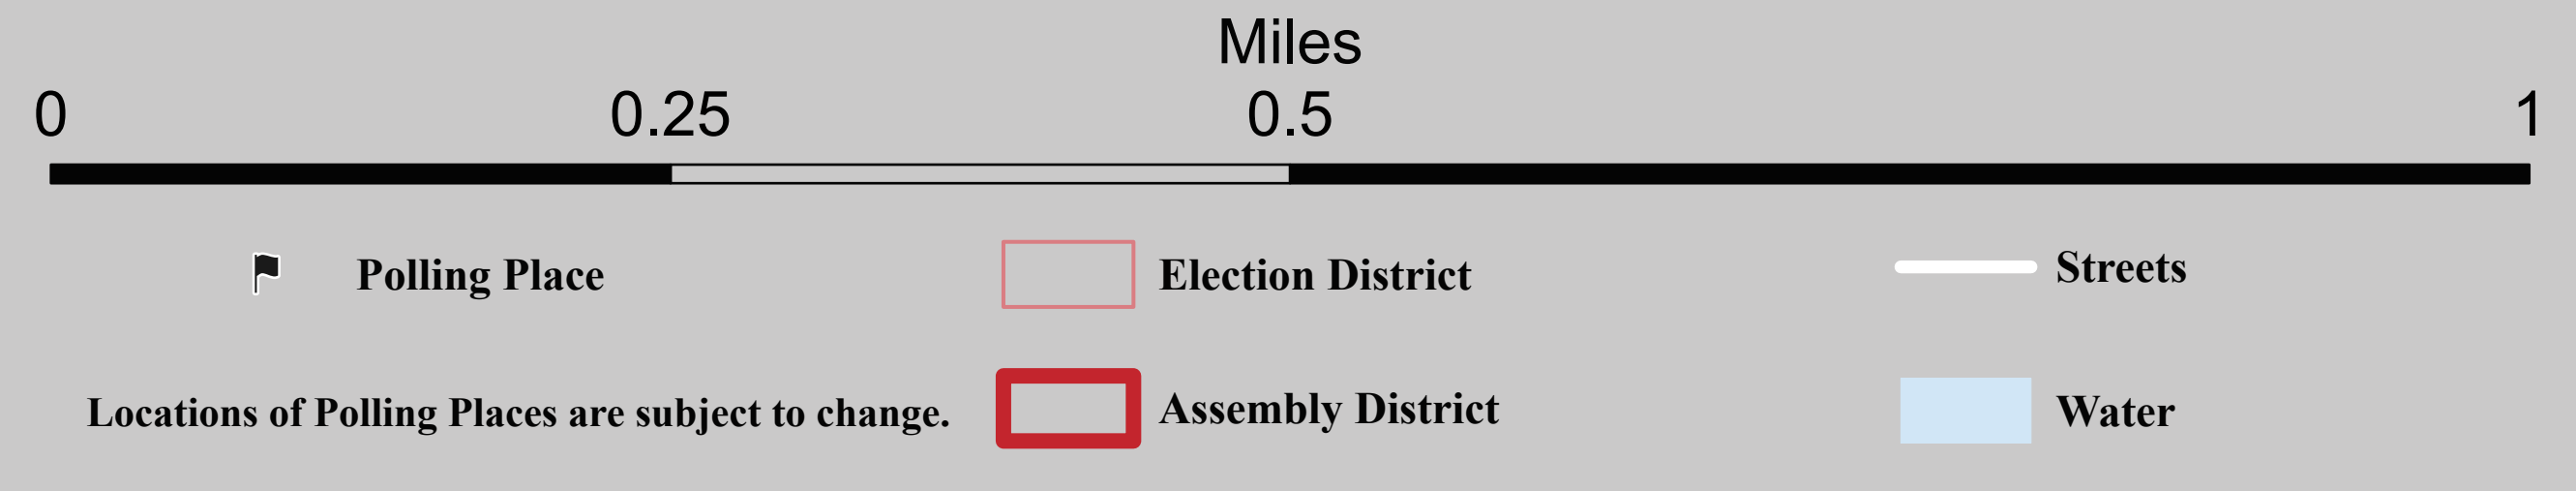 Miles
0 0.25 0.5 1
Polling Place
Election District
Streets
Locations of Polling Places are subject to change.
Assembly District
Water